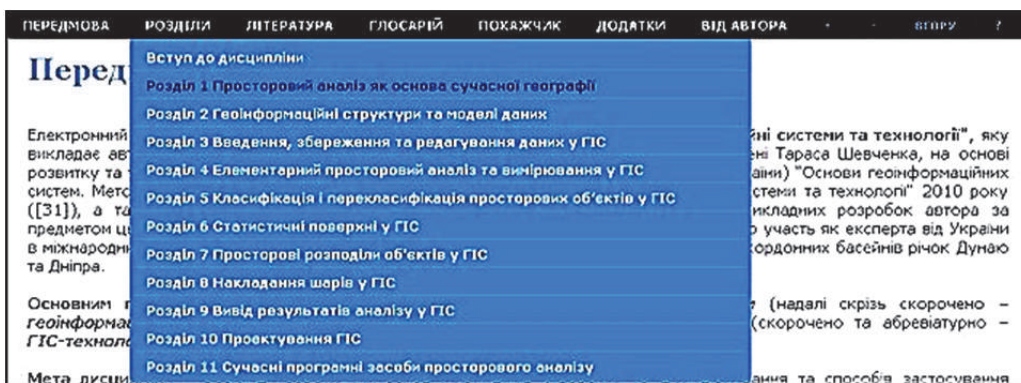 ПЕРЕДМОВА РОЗДІЛИ ЛІТЕРАТУРА ГЛОСАРІЙ ПОКАЖЧИК ДОДАТКИ ВІД АВТОРА - - ВГОРУ ?
Перед
Вступ до дисципліни
Розділ 1 Просторовий аналіз як основа сучасної географії
Розділ 2 Геоінформаційні структури та моделі даних
Розділ 3 Введення, збереження та редагування даних у ГІС
Розділ 4 Елементарний просторовий аналіз та вимірювання у ГІС
Розділ 5 Класифікація і перекласифікація просторових об'єктів у ГІС
Розділ 6 Статистичні поверхні у ГІС
Розділ 7 Просторові розподіли об'єктів у ГІС
Розділ 8 Накладання шарів у ГІС
Розділ 9 Вивід результатів аналізу у ГІС
Розділ 10 Проектування ГІС
Розділ 11 Сучасні програмні засоби просторового аналізу
Електронний йні системи та технології", яку
викладає авт ені Тараса Шевченка, на основі
розвитку та аїни) "Основи геоінформаційних
систем. Мето стеми та технології" 2010 року
([31]), а та икладних розробок автора за
предметом ц о участь як експерта від України
в міжнародн кордонних басейнів річок Дунаю
та Дніпра.
Основним п (надалі скрізь скорочено –
геоінформа (скорочено та абревіатурно –
ГІС-техноло
Мета дисци ання та способів застосування